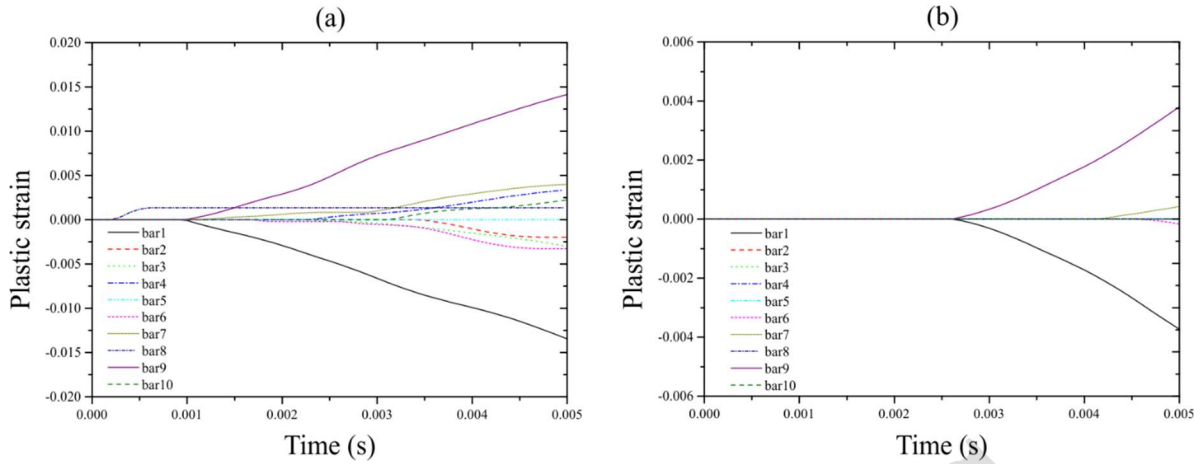 (a)
Plastic strain
0.020
0.015
0.010
0.005
0.000
-0.005
-0.010
-0.015
-0.020
bar1
bar2
bar3
bar4
bar5
bar6
bar7
bar8
bar9
bar10
0.000 0.001 0.002 0.003 0.004 0.005
Time (s)
(b)
Plastic strain
0.006
0.004
0.002
0.000
-0.002
-0.004
-0.006
bar1
bar2
bar3
bar4
bar5
bar6
bar7
bar8
bar9
bar10
0.000 0.001 0.002 0.003 0.004 0.005
Time (s)